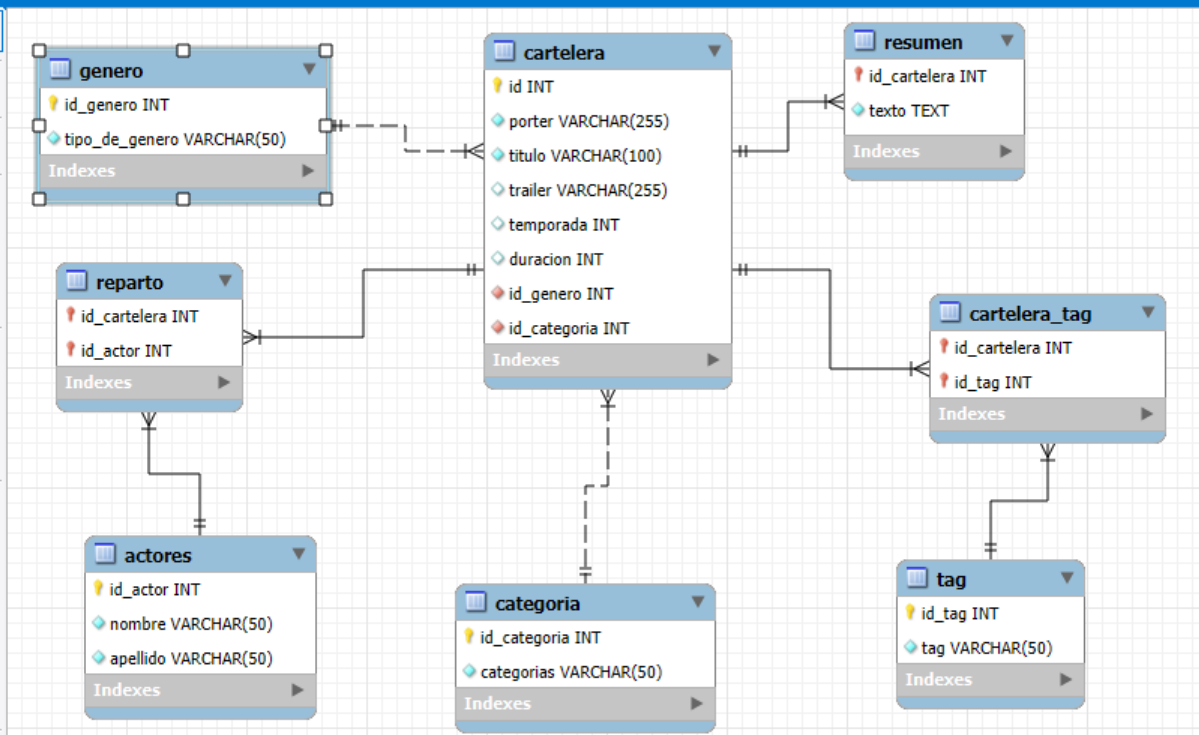 genero
id_genero INT
tipo_de_genero VARCHAR(50)
Indexes
cartelera
id INT
porter VARCHAR(255)
titulo VARCHAR(100)
trailer VARCHAR(255)
temporada INT
duracion INT
id_genero INT
id_categoria INT
Indexes
resumen
id_cartelera INT
texto TEXT
Indexes
reparto
id_cartelera INT
id_actor INT
Indexes
cartelera_tag
id_cartelera INT
id_tag INT
Indexes
actores
id_actor INT
nombre VARCHAR(50)
apellido VARCHAR(50)
Indexes
categoria
id_categoria INT
categorias VARCHAR(50)
Indexes
tag
id_tag INT
tag VARCHAR(50)
Indexes